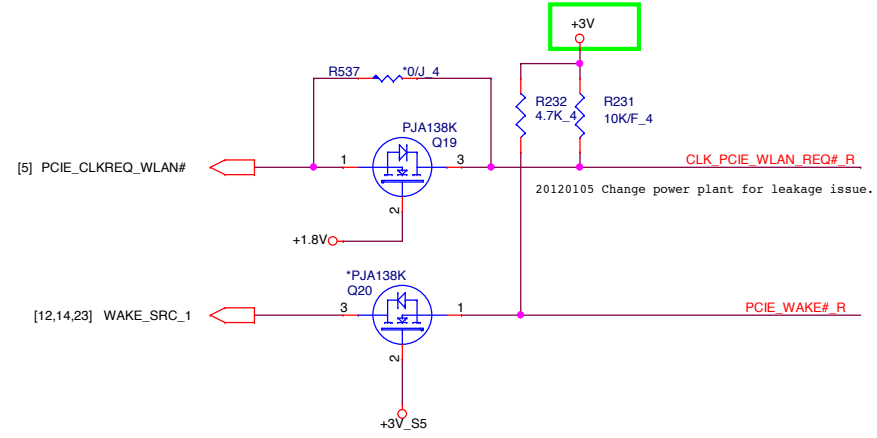 +3V
R537 *0/J_4
R232
4.7K_4
R231
10K/F_4
PJA138K
Q19
1
3
2
[5] PCIE_CLKREQ_WLAN#
CLK_PCIE_WLAN_REQ#_R
20120105 Change power plant for leakage issue.
+1.8V
*PJA138K
Q20
3
1
2
[12,14,23] WAKE_SRC_1
PCIE_WAKE#_R
+3V_S5